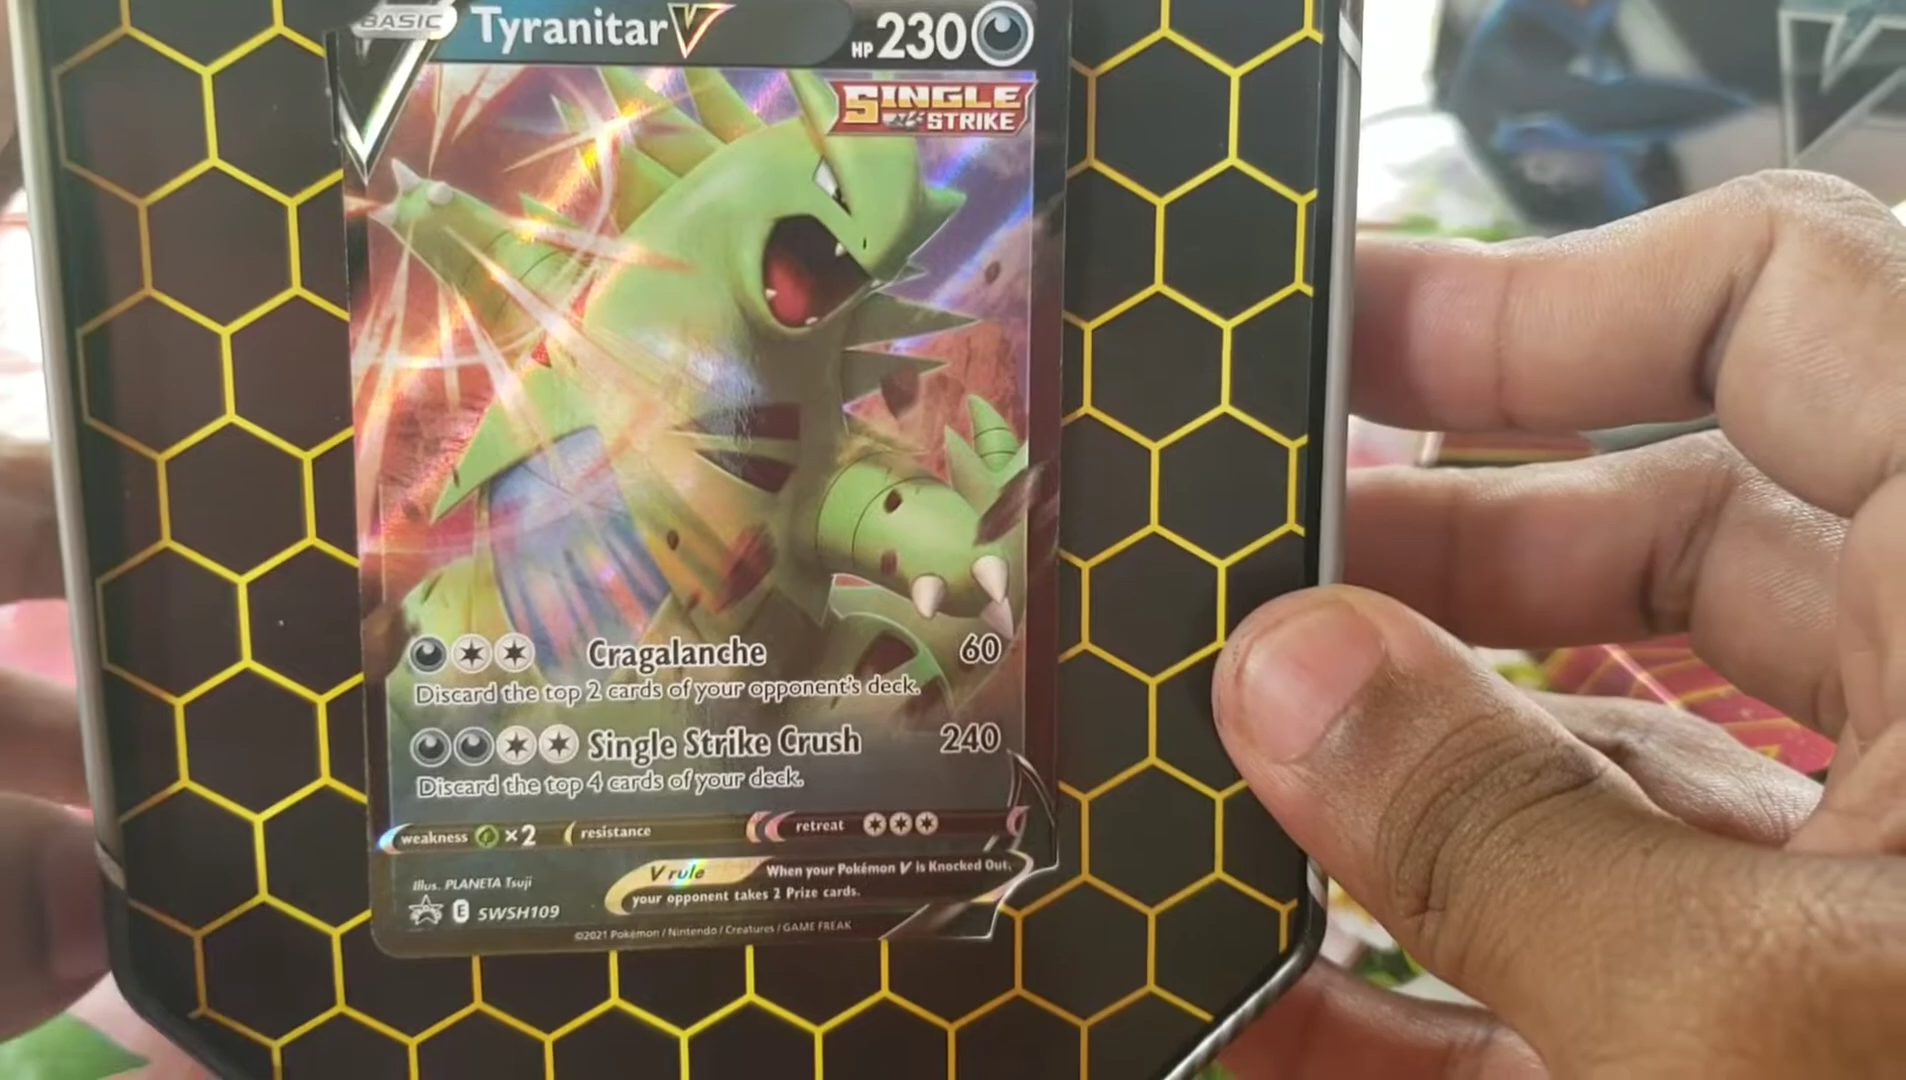 BASIC Tyranitar V HP 230
SINGLE
STRIKE
Cragalanche 60
Discard the top 2 cards of your opponent's deck.
Single Strike Crush 240
Discard the top 4 cards of your deck.
weakness ×2 resistance retreat
V rule When your Pokémon V is Knocked Out,
your opponent takes 2 Prize cards.
Illus. PLANETA Tsuji
E SWSH109
©2021 Pokémon / Nintendo / Creatures / GAME FREAK